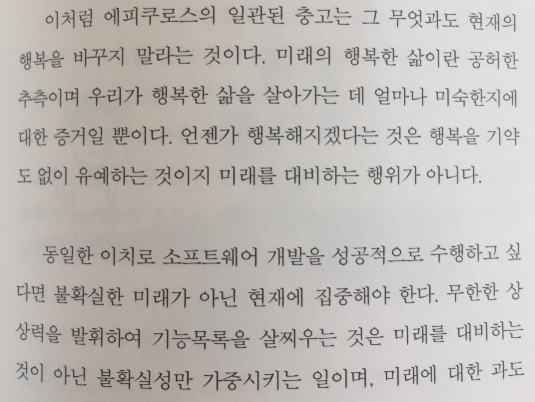 이처럼 에피쿠로스의 일관된 충고는 그 무엇과도 현재의
행복을 바꾸지 말라는 것이다. 미래의 행복한 삶이란 공허한
추측이며 우리가 행복한 삶을 살아가는 데 얼마나 미숙한지에
대한 증거일 뿐이다. 언젠가 행복해지겠다는 것은 행복을 기약
도 없이 유예하는 것이지 미래를 대비하는 행위가 아니다.
동일한 이치로 소프트웨어 개발을 성공적으로 수행하고 싶
다면 불확실한 미래가 아닌 현재에 집중해야 한다. 무한한 상
상력을 발휘하여 기능목록을 살찌우는 것은 미래를 대비하는
것이 아닌 불확실성만 가중시키는 일이며, 미래에 대한 과도